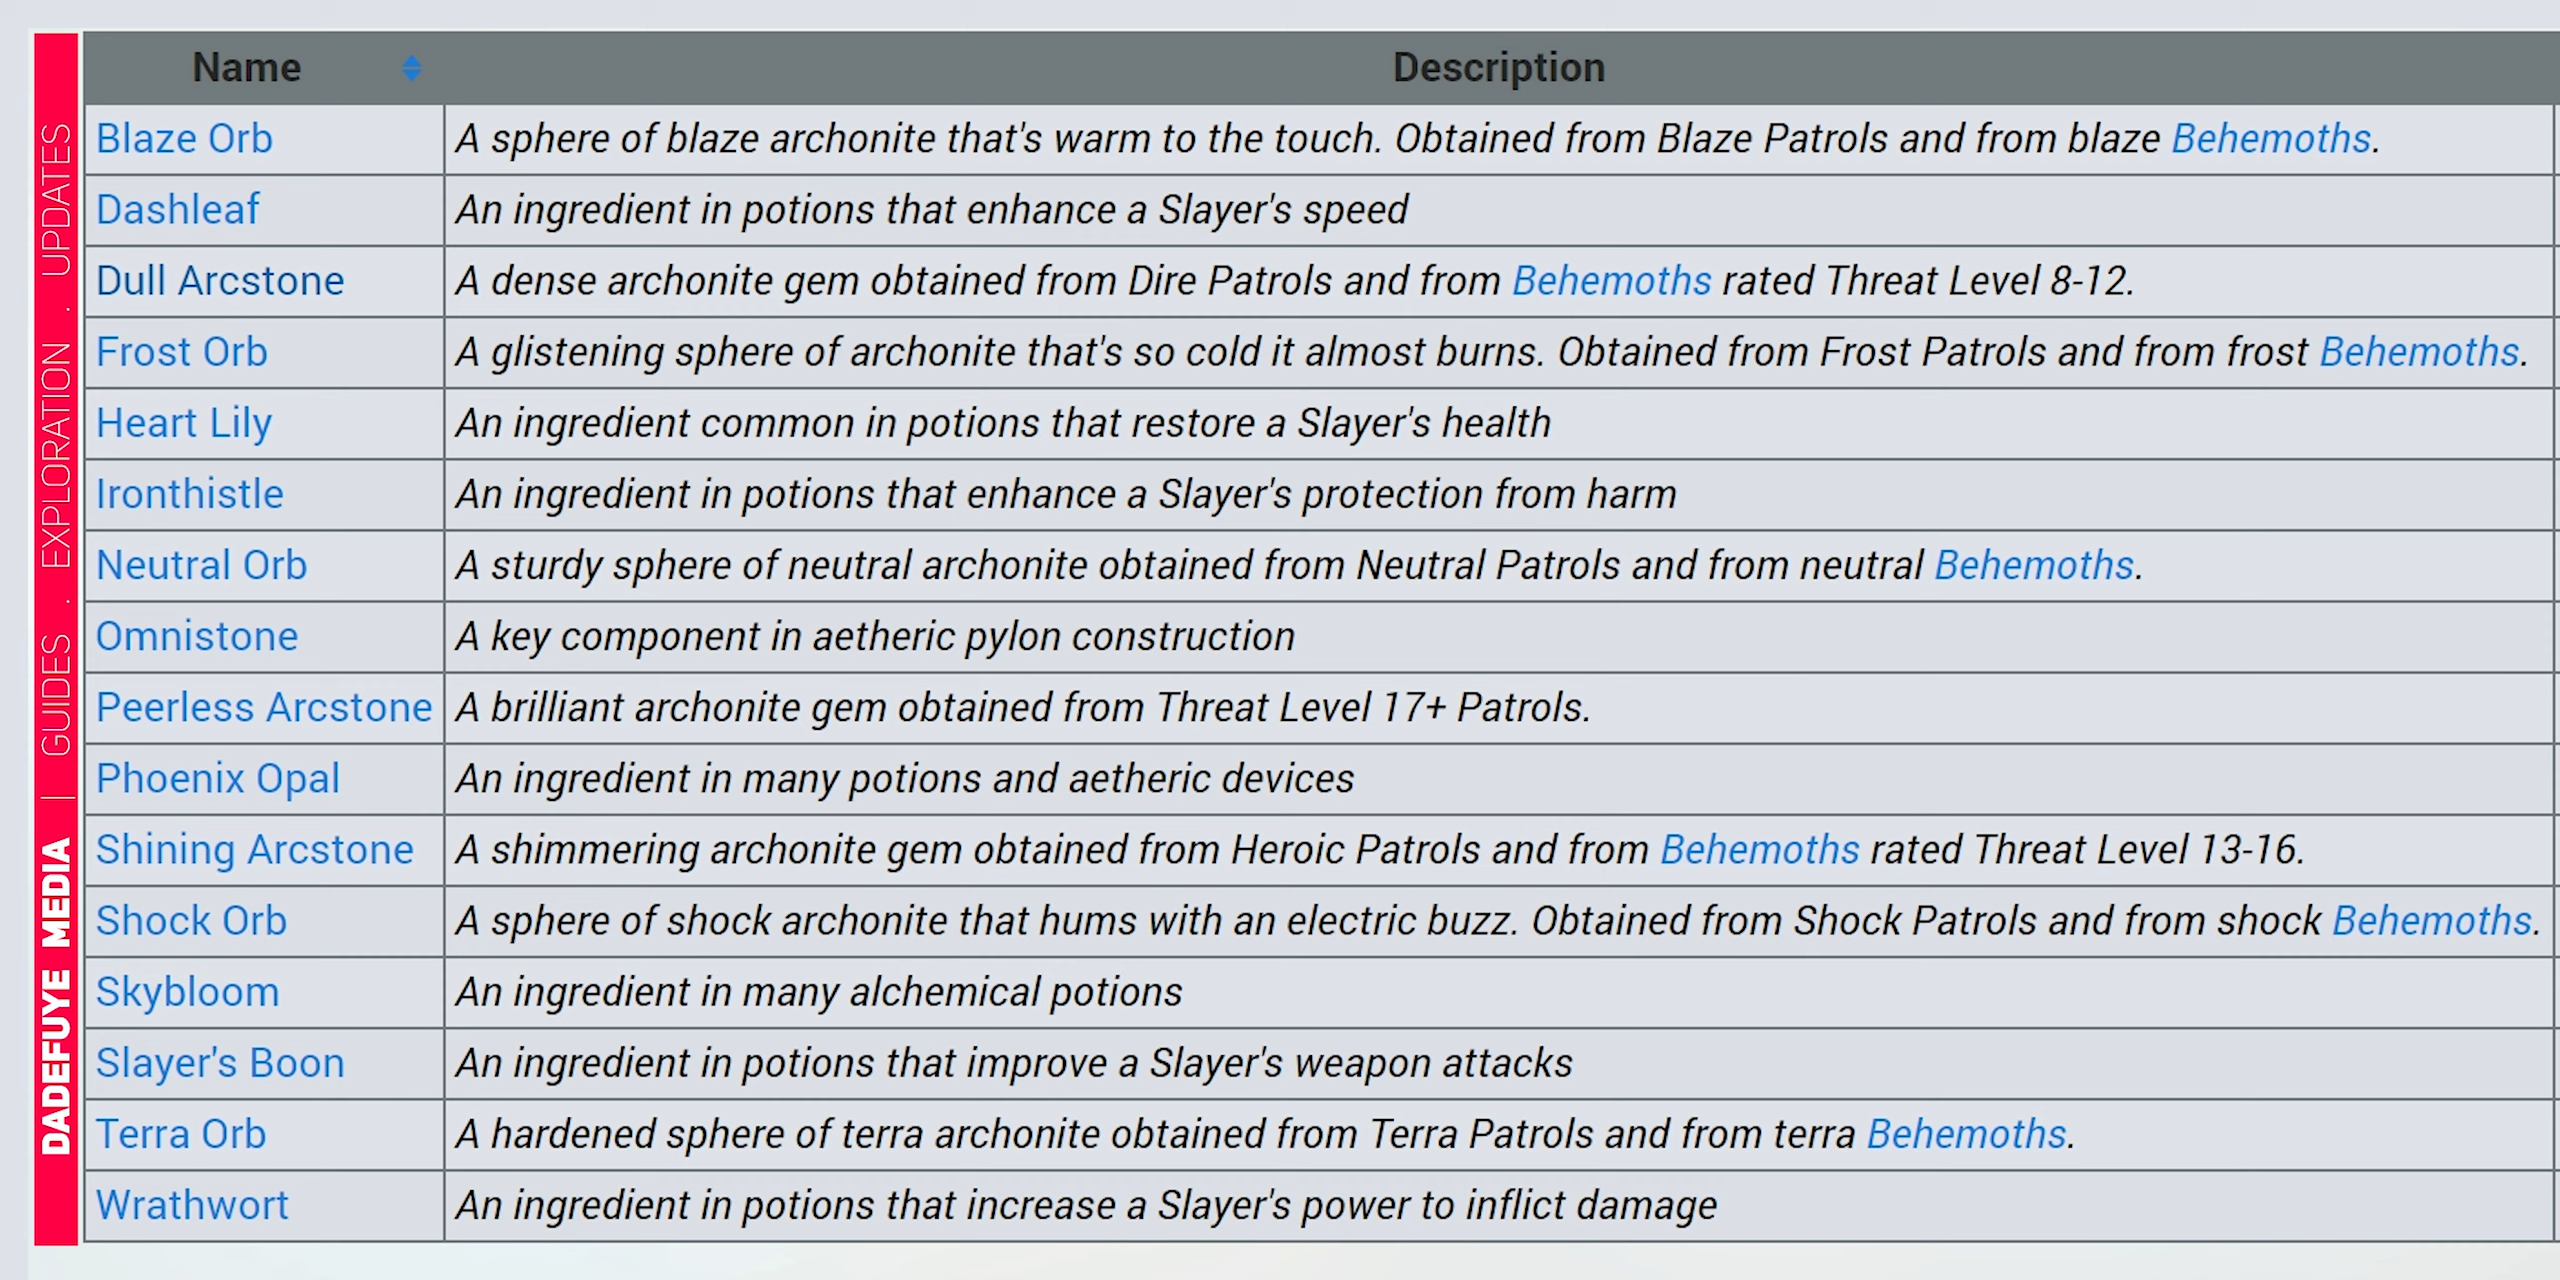 Name Description
Blaze Orb A sphere of blaze archonite that's warm to the touch. Obtained from Blaze Patrols and from blaze Behemoths.
Dashleaf An ingredient in potions that enhance a Slayer's speed
Dull Arcstone A dense archonite gem obtained from Dire Patrols and from Behemoths rated Threat Level 8-12.
Frost Orb A glistening sphere of archonite that's so cold it almost burns. Obtained from Frost Patrols and from frost Behemoths.
Heart Lily An ingredient common in potions that restore a Slayer's health
Ironthistle An ingredient in potions that enhance a Slayer's protection from harm
Neutral Orb A sturdy sphere of neutral archonite obtained from Neutral Patrols and from neutral Behemoths.
Omnistone A key component in aetheric pylon construction
Peerless Arcstone A brilliant archonite gem obtained from Threat Level 17+ Patrols.
Phoenix Opal An ingredient in many potions and aetheric devices
Shining Arcstone A shimmering archonite gem obtained from Heroic Patrols and from Behemoths rated Threat Level 13-16.
Shock Orb A sphere of shock archonite that hums with an electric buzz. Obtained from Shock Patrols and from shock Behemoths.
Skybloom An ingredient in many alchemical potions
Slayer's Boon An ingredient in potions that improve a Slayer's weapon attacks
Terra Orb A hardened sphere of terra archonite obtained from Terra Patrols and from terra Behemoths.
Wrathwort An ingredient in potions that increase a Slayer's power to inflict damage
DADEFUYE MEDIA | GUIDES . EXPLORATION . UPDATES